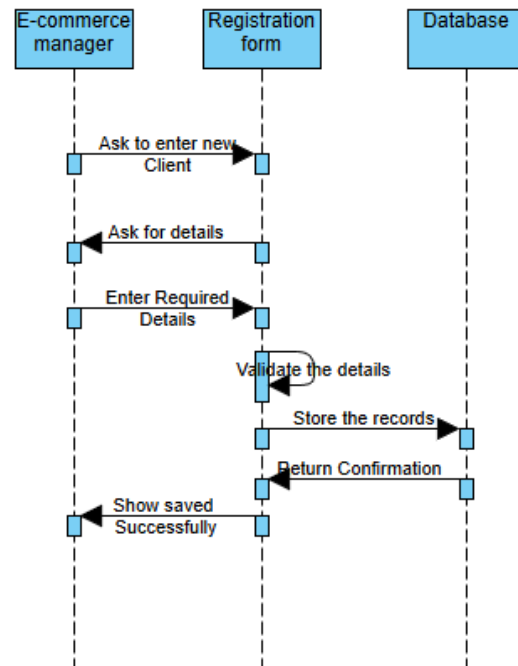 E-commerce
manager
Registration
form
Database
Ask to enter new
Client
Ask for details
Enter Required
Details
Validate the details
Store the records
Return Confirmation
Show saved
Successfully